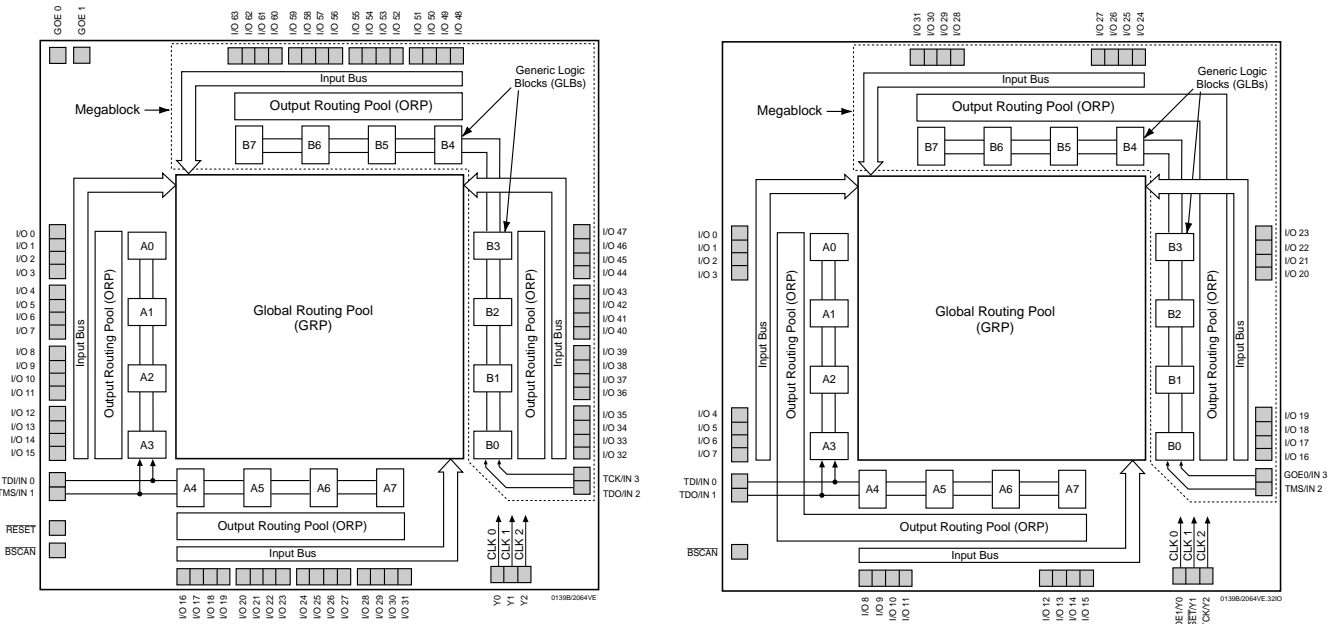 GOE 0
GOE 1
I/O 63
I/O 62
I/O 61
I/O 60
I/O 59
I/O 58
I/O 57
I/O 56
I/O 55
I/O 54
I/O 53
I/O 52
I/O 51
I/O 50
I/O 49
I/O 48
Input Bus
Output Routing Pool (ORP)
Megablock
Generic Logic
Blocks (GLBs)
B7
B6
B5
B4
I/O 0
I/O 1
I/O 2
I/O 3
I/O 4
I/O 5
I/O 6
I/O 7
I/O 8
I/O 9
I/O 10
I/O 11
I/O 12
I/O 13
I/O 14
I/O 15
Input Bus
Output Routing Pool (ORP)
A0
A1
A2
A3
Global Routing Pool
(GRP)
B3
B2
B1
B0
Output Routing Pool (ORP)
Input Bus
I/O 47
I/O 46
I/O 45
I/O 44
I/O 43
I/O 42
I/O 41
I/O 40
I/O 39
I/O 38
I/O 37
I/O 36
I/O 35
I/O 34
I/O 33
I/O 32
TDI/IN 0
TMS/IN 1
TCK/IN 3
TDO/IN 2
A4
A5
A6
A7
Output Routing Pool (ORP)
Input Bus
RESET
BSCAN
CLK 0
CLK 1
CLK 2
Y0
Y1
Y2
I/O 16
I/O 17
I/O 18
I/O 19
I/O 20
I/O 21
I/O 22
I/O 23
I/O 24
I/O 25
I/O 26
I/O 27
I/O 28
I/O 29
I/O 30
I/O 31
0139B/2064VE
I/O 31
I/O 30
I/O 29
I/O 28
I/O 27
I/O 26
I/O 25
I/O 24
Input Bus
Output Routing Pool (ORP)
Megablock
Generic Logic
Blocks (GLBs)
B7
B6
B5
B4
I/O 0
I/O 1
I/O 2
I/O 3
I/O 4
I/O 5
I/O 6
I/O 7
Input Bus
Output Routing Pool (ORP)
A0
A1
A2
A3
Global Routing Pool
(GRP)
B3
B2
B1
B0
Output Routing Pool (ORP)
Input Bus
I/O 23
I/O 22
I/O 21
I/O 20
I/O 19
I/O 18
I/O 17
I/O 16
TDI/IN 0
TDO/IN 1
GOE0/IN 3
TMS/IN 2
A4
A5
A6
A7
Output Routing Pool (ORP)
Input Bus
BSCAN
CLK 0
CLK 1
CLK 2
OE1/Y0
SET/Y1
CK/Y2
I/O 8
I/O 9
I/O 10
I/O 11
I/O 12
I/O 13
I/O 14
I/O 15
0139B/2064VE.32IO